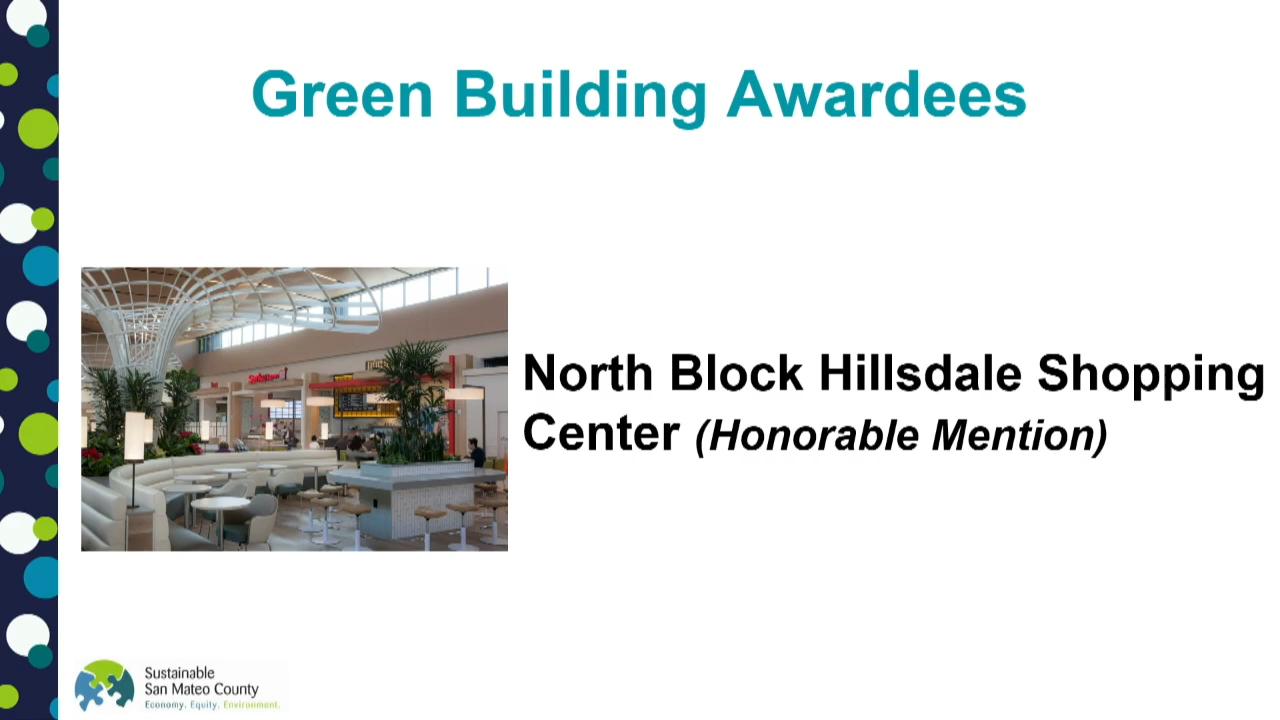 Green Building Awardees
North Block Hillsdale Shopping
Center (Honorable Mention)
Sustainable
San Mateo County
Economy. Equity. Environment.